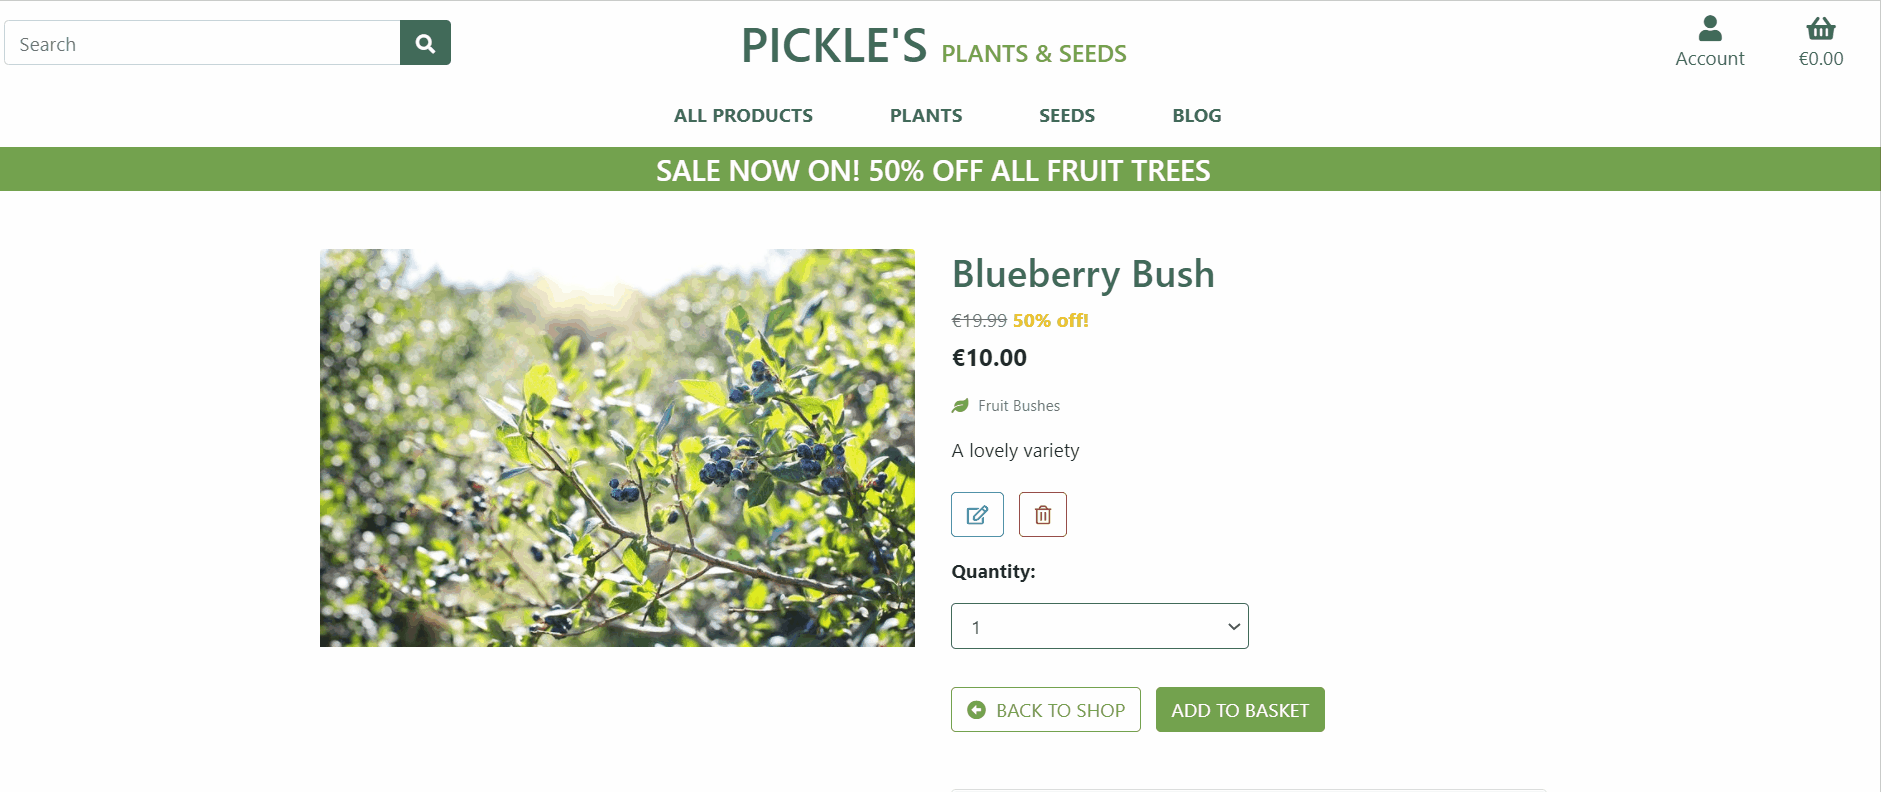 Search
PICKLE'S PLANTS & SEEDS
Account
€0.00
ALL PRODUCTS PLANTS SEEDS BLOG
SALE NOW ON! 50% OFF ALL FRUIT TREES
Blueberry Bush
€19.99 50% off!
€10.00
Fruit Bushes
A lovely variety
Quantity:
1
BACK TO SHOP ADD TO BASKET